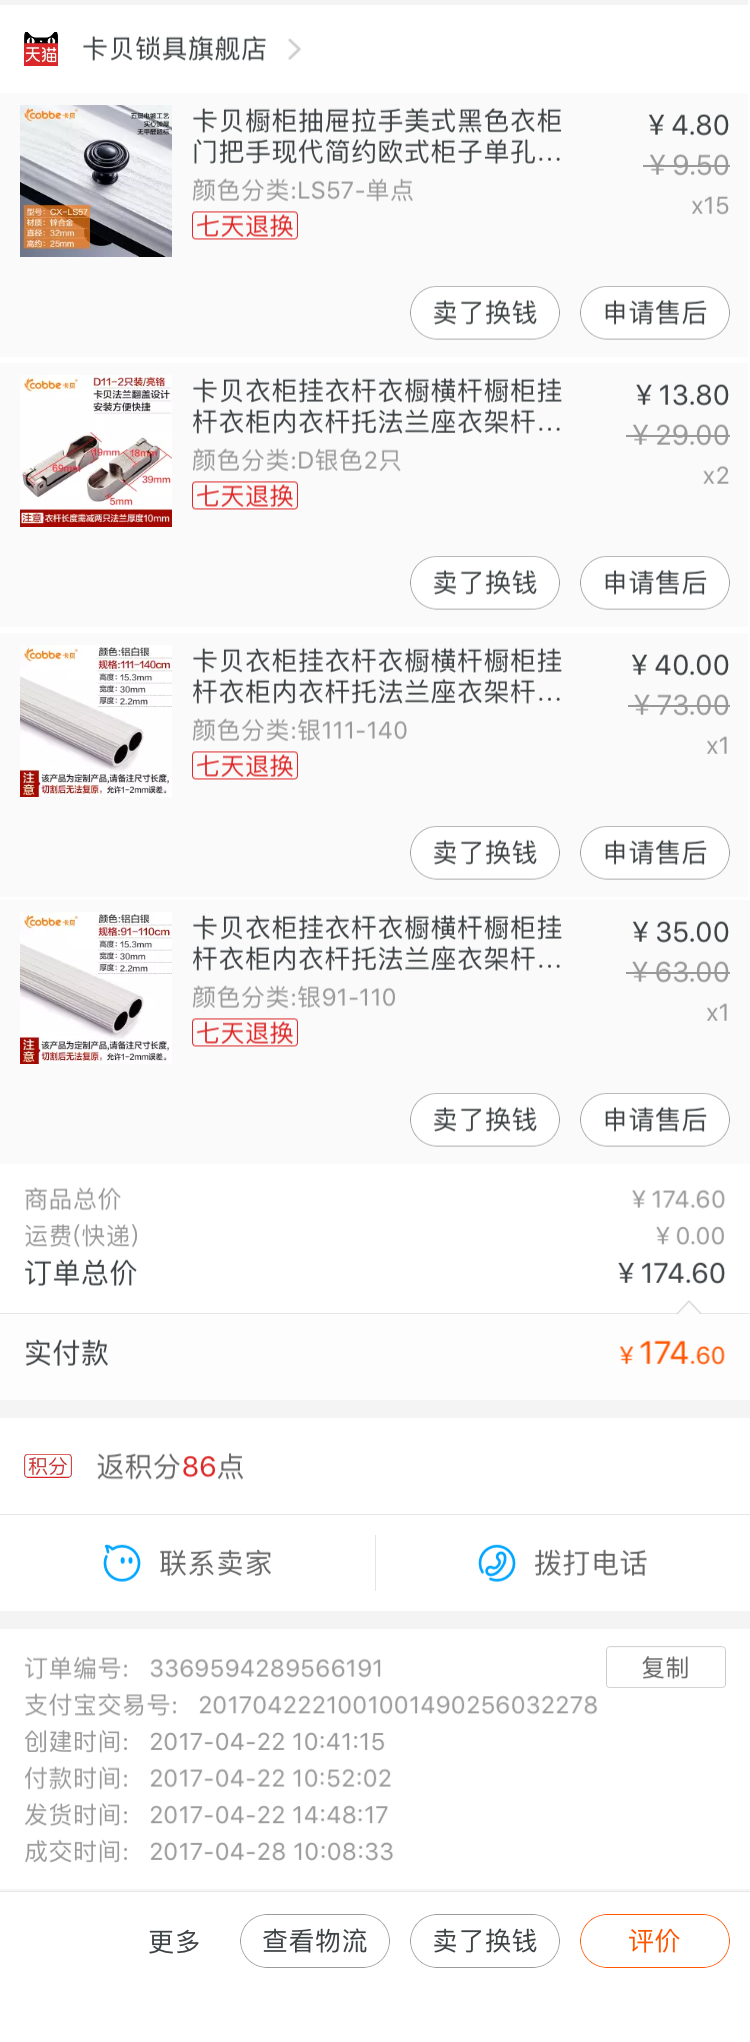 天猫 卡贝锁具旗舰店
cobbe 卡贝
五层电镀工艺
实心加厚
无甲醛超标
型号：CX-LS57
材质：锌合金
直径：32mm
高约：25mm
卡贝橱柜抽屉拉手美式黑色衣柜
门把手现代简约欧式柜子单孔...
颜色分类:LS57-单点
七天退换
¥ 4.80
¥ 9.50
x15
卖了换钱
申请售后
cobbe 卡贝
D11-2只装/亮铬
卡贝法兰翻盖设计
安装方便快捷
69mm
19mm
18mm
39mm
5mm
注意 衣杆长度需减两只法兰厚度10mm
卡贝衣柜挂衣杆衣橱横杆橱柜挂
杆衣柜内衣杆托法兰座衣架杆...
颜色分类:D银色2只
七天退换
¥ 13.80
¥ 29.00
x2
卖了换钱
申请售后
cobbe 卡贝
颜色:铝白银
规格:111-140cm
高度：15.3mm
宽度：30mm
厚度：2.2mm
注意 该产品为定制产品,请备注尺寸长度,
切割后无法复原，允许1-2mm误差。
卡贝衣柜挂衣杆衣橱横杆橱柜挂
杆衣柜内衣杆托法兰座衣架杆...
颜色分类:银111-140
七天退换
¥ 40.00
¥ 73.00
x1
卖了换钱
申请售后
cobbe 卡贝
颜色:铝白银
规格:91-110cm
高度：15.3mm
宽度：30mm
厚度：2.2mm
注意 该产品为定制产品,请备注尺寸长度,
切割后无法复原，允许1-2mm误差。
卡贝衣柜挂衣杆衣橱横杆橱柜挂
杆衣柜内衣杆托法兰座衣架杆...
颜色分类:银91-110
七天退换
¥ 35.00
¥ 63.00
x1
卖了换钱
申请售后
商品总价 ¥ 174.60
运费(快递) ¥ 0.00
订单总价 ¥ 174.60
实付款 ¥ 174.60
积分 返积分86点
联系卖家 拨打电话
订单编号: 3369594289566191 复制
支付宝交易号: 2017042221001001490256032278
创建时间: 2017-04-22 10:41:15
付款时间: 2017-04-22 10:52:02
发货时间: 2017-04-22 14:48:17
成交时间: 2017-04-28 10:08:33
更多 查看物流 卖了换钱 评价